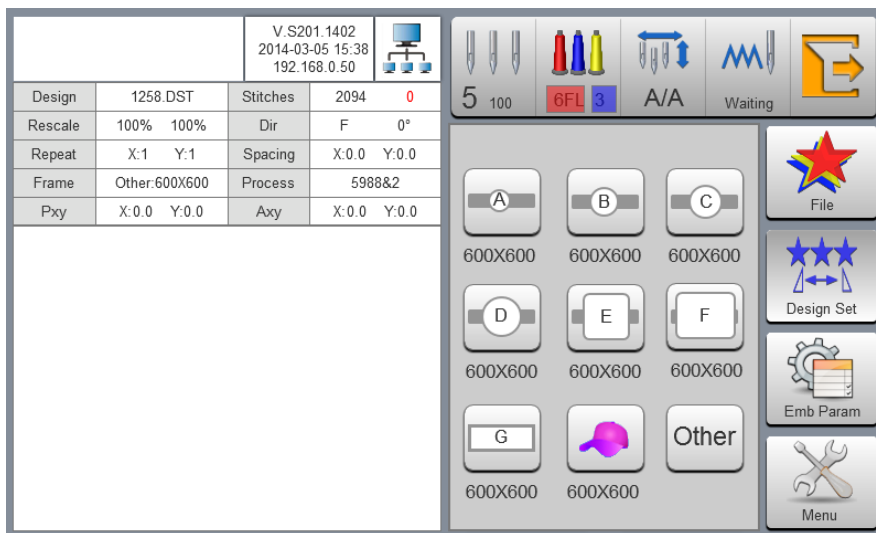 V.S201.1402
2014-03-05 15:38
192.168.0.50
Design 1258.DST Stitches 2094 0
Rescale 100% 100% Dir F 0°
Repeat X:1 Y:1 Spacing X:0.0 Y:0.0
Frame Other:600X600 Process 5988&2
Pxy X:0.0 Y:0.0 Axy X:0.0 Y:0.0
5 100 6FL 3 A/A Waiting
A B C
600X600 600X600 600X600
D E F
600X600 600X600 600X600
G Other
600X600 600X600
File
Design Set
Emb Param
Menu